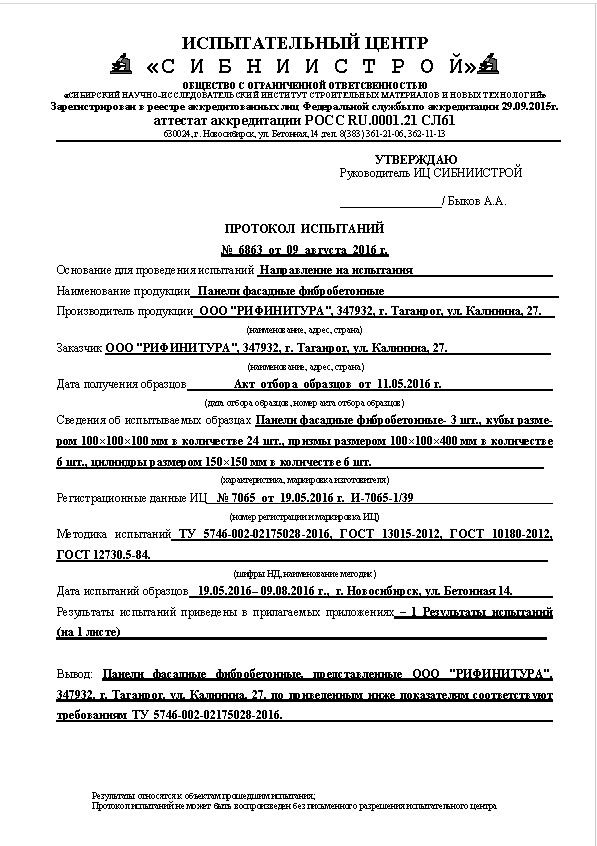 ИСПЫТАТЕЛЬНЫЙ ЦЕНТР
«СИБНИИСТРОЙ»
ОБЩЕСТВО С ОГРАНИЧЕННОЙ ОТВЕТСТВЕННОСТЬЮ
«СИБИРСКИЙ НАУЧНО-ИССЛЕДОВАТЕЛЬСКИЙ ИНСТИТУТ СТРОИТЕЛЬНЫХ МАТЕРИАЛОВ И НОВЫХ ТЕХНОЛОГИЙ»
Зарегистрирован в реестре аккредитованных лиц Федеральной службы по аккредитации 29.09.2015г.
аттестат аккредитации РОСС RU.0001.21 СЛ61
630024, г. Новосибирск, ул. Бетонная, 14 ,тел. 8(383) 361-21-06, 362-11-13
УТВЕРЖДАЮ
Руководитель ИЦ СИБНИИСТРОЙ
_________________/ Быков А.А.
ПРОТОКОЛ ИСПЫТАНИЙ
№ 6863 от 09 августа 2016 г.
Основание для проведения испытаний Направление на испытания
Наименование продукции Панели фасадные фибробетонные
Производитель продукции ООО "РИФИНИТУРА", 347932, г. Таганрог, ул. Калинина, 27.
(наименование, адрес, страна)
Заказчик ООО "РИФИНИТУРА", 347932, г. Таганрог, ул. Калинина, 27.
(наименование, адрес, страна)
Дата получения образцов Акт отбора образцов от 11.05.2016 г.
(дата отбора образцов, номер акта отбора образцов)
Сведения об испытываемых образцах Панели фасадные фибробетонные- 3 шт., кубы разме-
ром 100×100×100 мм в количестве 24 шт., призмы размером 100×100×400 мм в количестве
6 шт., цилиндры размером 150×150 мм в количестве 6 шт.
(характеристика, маркировка изготовителя)
Регистрационные данные ИЦ № 7065 от 19.05.2016 г. И-7065-1/39
(номер регистрации и маркировка ИЦ)
Методика испытаний ТУ 5746-002-02175028-2016, ГОСТ 13015-2012, ГОСТ 10180-2012,
ГОСТ 12730.5-84.
(шифры НД, наименование методик)
Дата испытаний образцов 19.05.2016– 09.08.2016 г., г. Новосибирск, ул. Бетонная 14.
Результаты испытаний приведены в прилагаемых приложениях – 1 Результаты испытаний
(на 1 листе)
Вывод: Панели фасадные фибробетонные, представленные ООО "РИФИНИТУРА",
347932, г. Таганрог, ул. Калинина, 27, по приведенным ниже показателям соответствуют
требованиям ТУ 5746-002-02175028-2016.
Результаты относятся к объектам прошедшим испытания;
Протокол испытаний не может быть воспроизведен без письменного разрешения испытательного центра